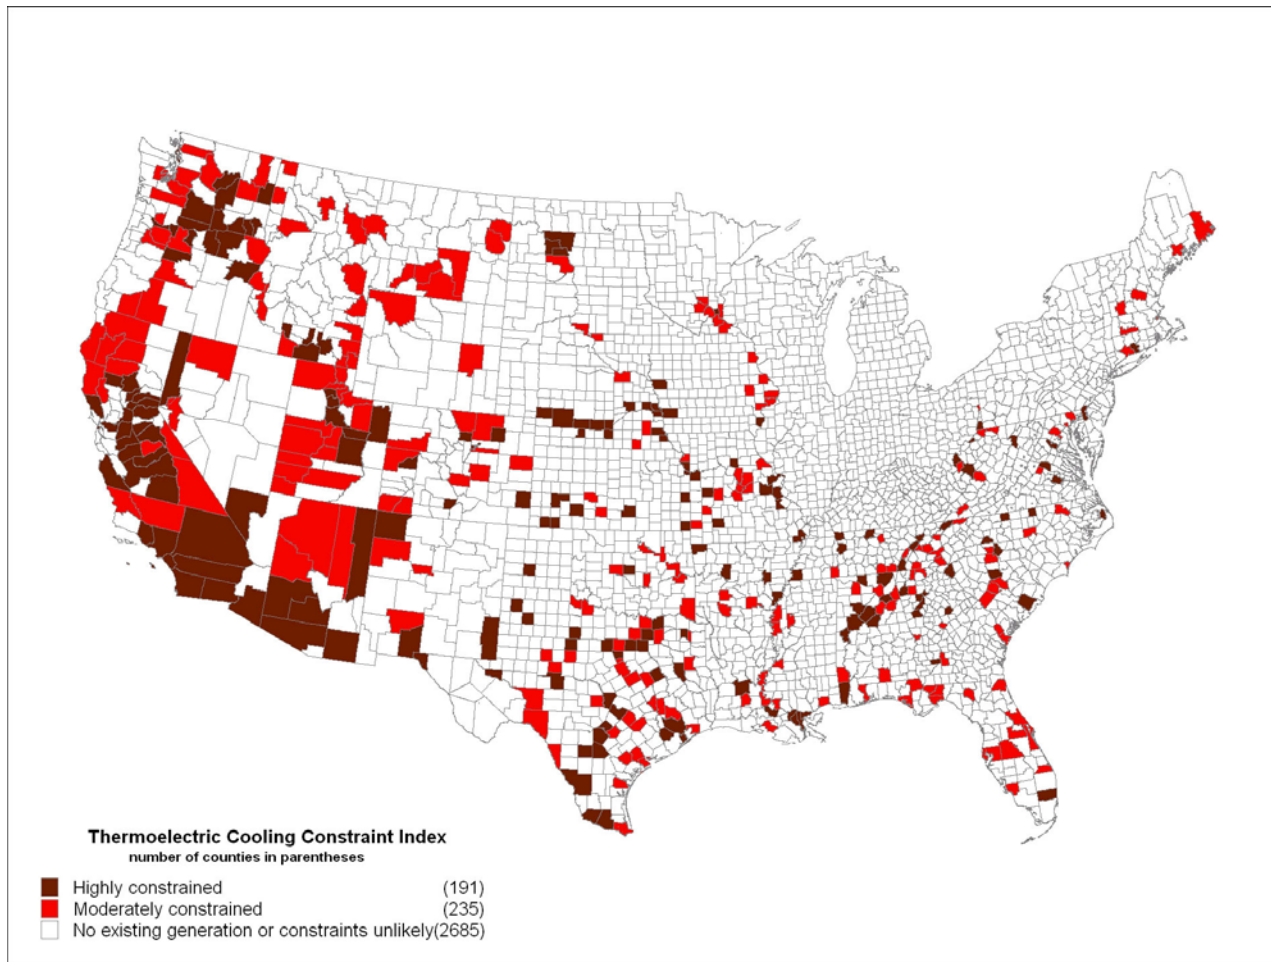 Thermoelectric Cooling Constraint Index
number of counties in parentheses
Highly constrained (191)
Moderately constrained (235)
No existing generation or constraints unlikely(2685)